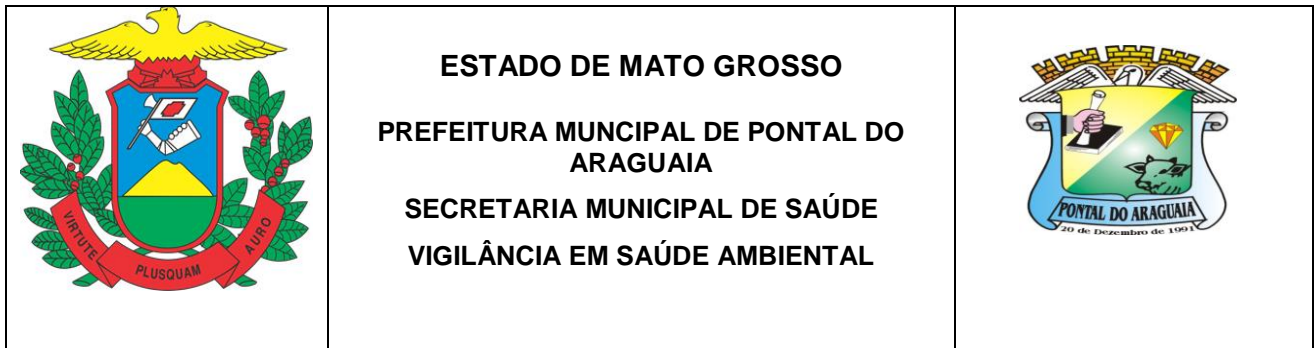 VIRTUTE PLUSQUAM AURO
ESTADO DE MATO GROSSO
PREFEITURA MUNCIPAL DE PONTAL DO
ARAGUAIA
SECRETARIA MUNICIPAL DE SAÚDE
VIGILÂNCIA EM SAÚDE AMBIENTAL
PONTAL DO ARAGUAIA
20 de Dezembro de 1991